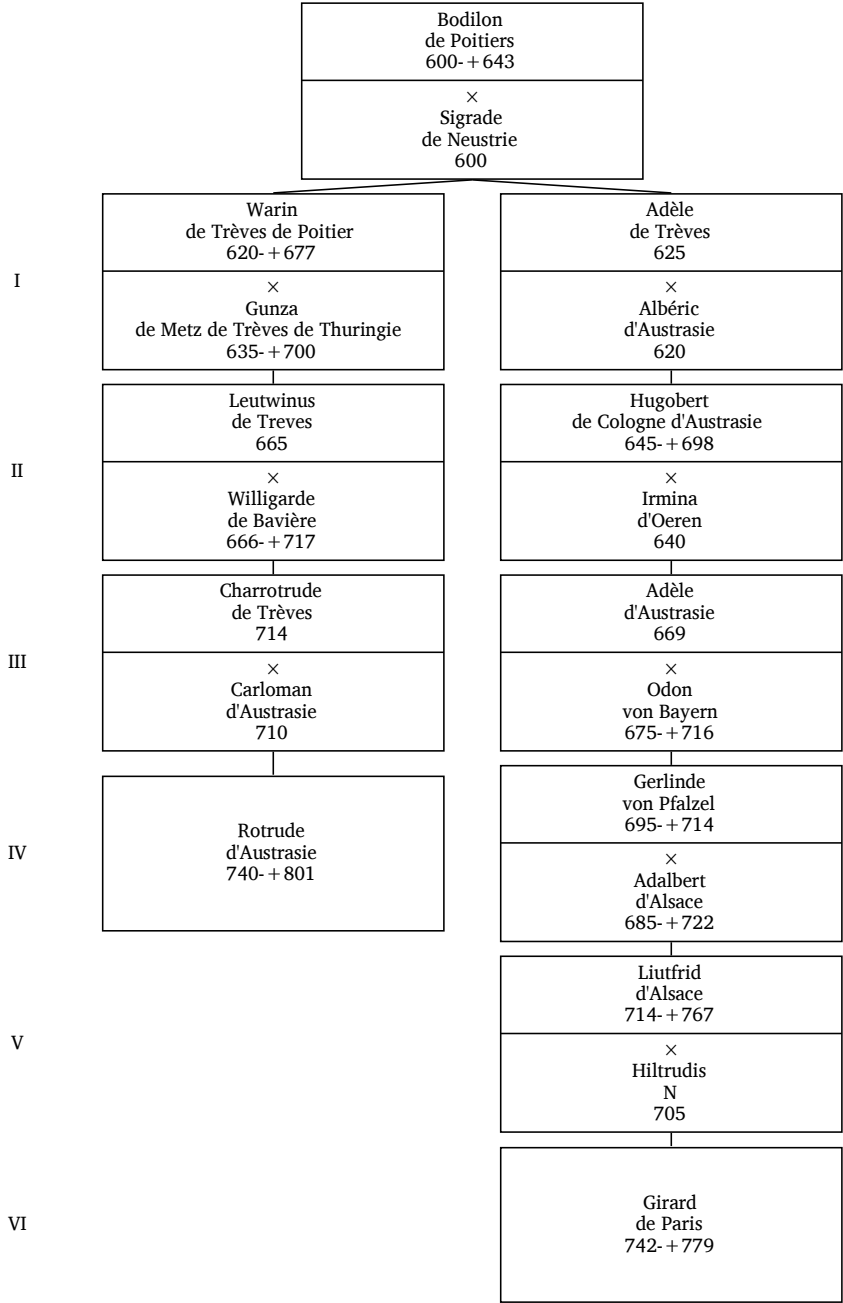 Bodilon
de Poitiers
600-+643
×
Sigrade
de Neustrie
600
I
Warin
de Trèves de Poitier
620-+677
×
Gunza
de Metz de Trèves de Thuringie
635-+700
Adèle
de Trèves
625
×
Albéric
d'Austrasie
620
II
Leutwinus
de Treves
665
×
Willigarde
de Bavière
666-+717
Hugobert
de Cologne d'Austrasie
645-+698
×
Irmina
d'Oeren
640
III
Charrotrude
de Trèves
714
×
Carloman
d'Austrasie
710
Adèle
d'Austrasie
669
×
Odon
von Bayern
675-+716
IV
Rotrude
d'Austrasie
740-+801
Gerlinde
von Pfalzel
695-+714
×
Adalbert
d'Alsace
685-+722
V
Liutfrid
d'Alsace
714-+767
×
Hiltrudis
N
705
VI
Girard
de Paris
742-+779